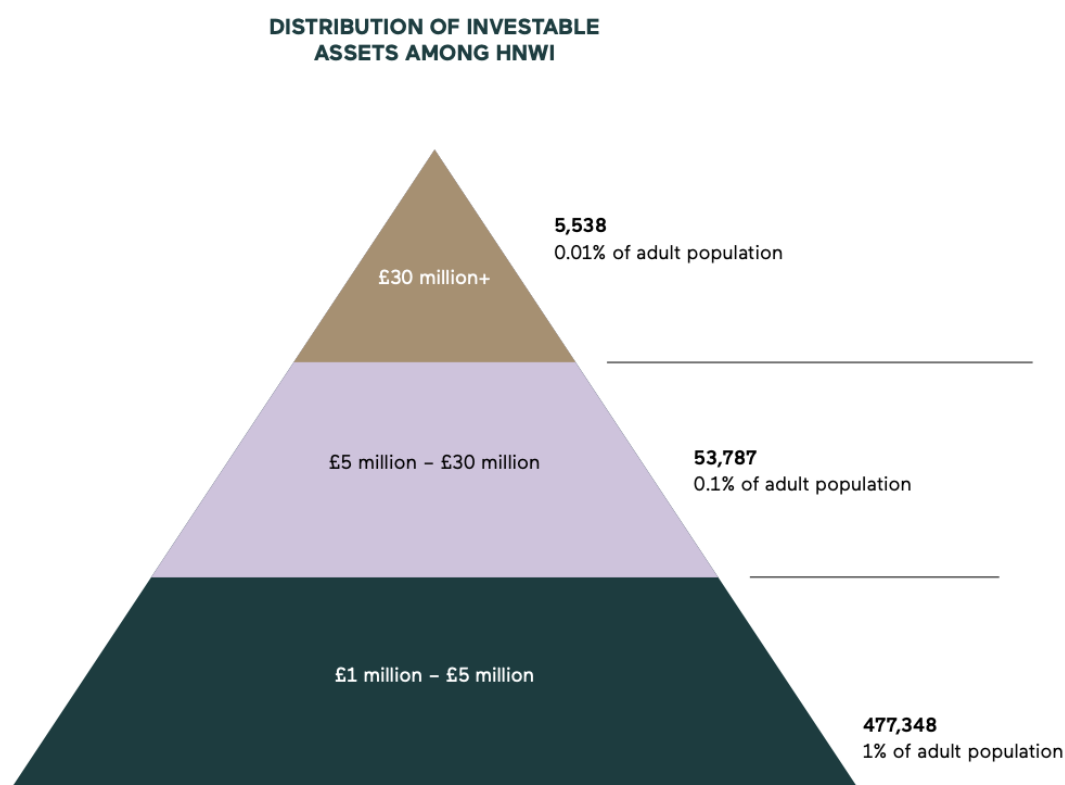 DISTRIBUTION OF INVESTABLE
ASSETS AMONG HNWI
5,538
0.01% of adult population
£30 million+
53,787
£5 million – £30 million
0.1% of adult population
£1 million – £5 million
477,348
1% of adult population